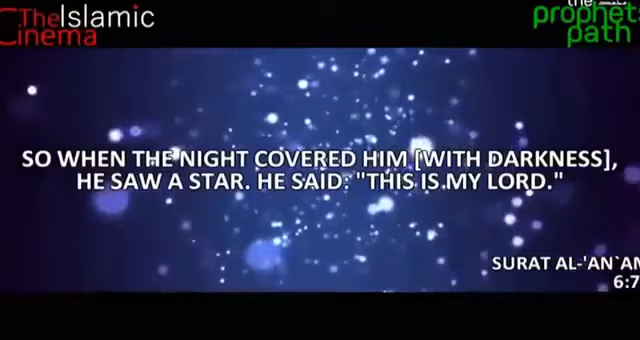 TheIslamic
Cinema
the
prophets
path
SO WHEN THE NIGHT COVERED HIM [WITH DARKNESS],
HE SAW A STAR. HE SAID: "THIS IS MY LORD."
SURAT AL-'AN`AM
6:7